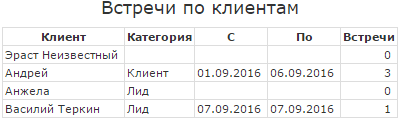 Встречи по клиентам
Клиент Категория С По Встречи
Эраст Неизвестный 0
Андрей Клиент 01.09.2016 06.09.2016 3
Анжела Лид 0
Василий Теркин Лид 07.09.2016 07.09.2016 1